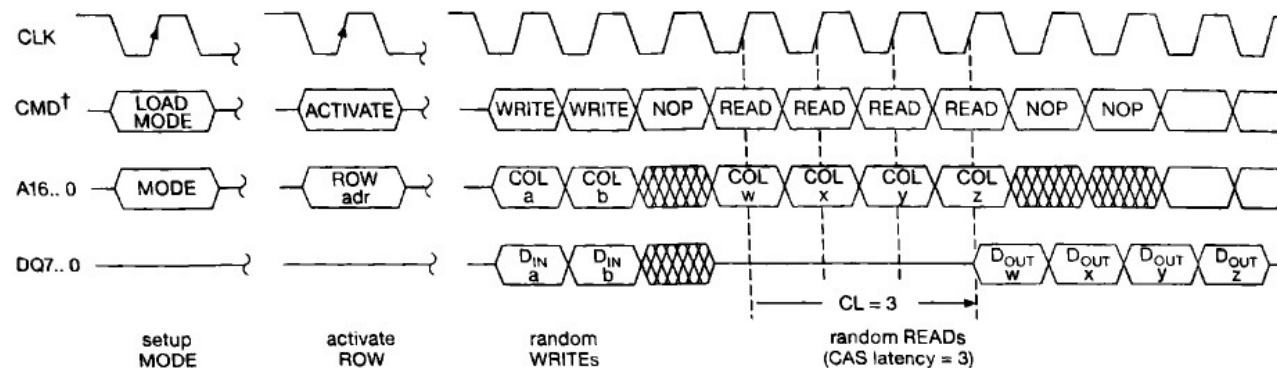 CLK
CMD†
LOAD MODE
ACTIVATE
WRITE WRITE NOP READ READ READ READ NOP NOP
A16.. 0
MODE
ROW adr
COL a COL b COL w COL x COL y COL z
DQ7.. 0
DIN a DIN b DOUT w DOUT x DOUT y DOUT z
CL = 3
setup MODE
activate ROW
random WRITEs
random READs
(CAS latency = 3)